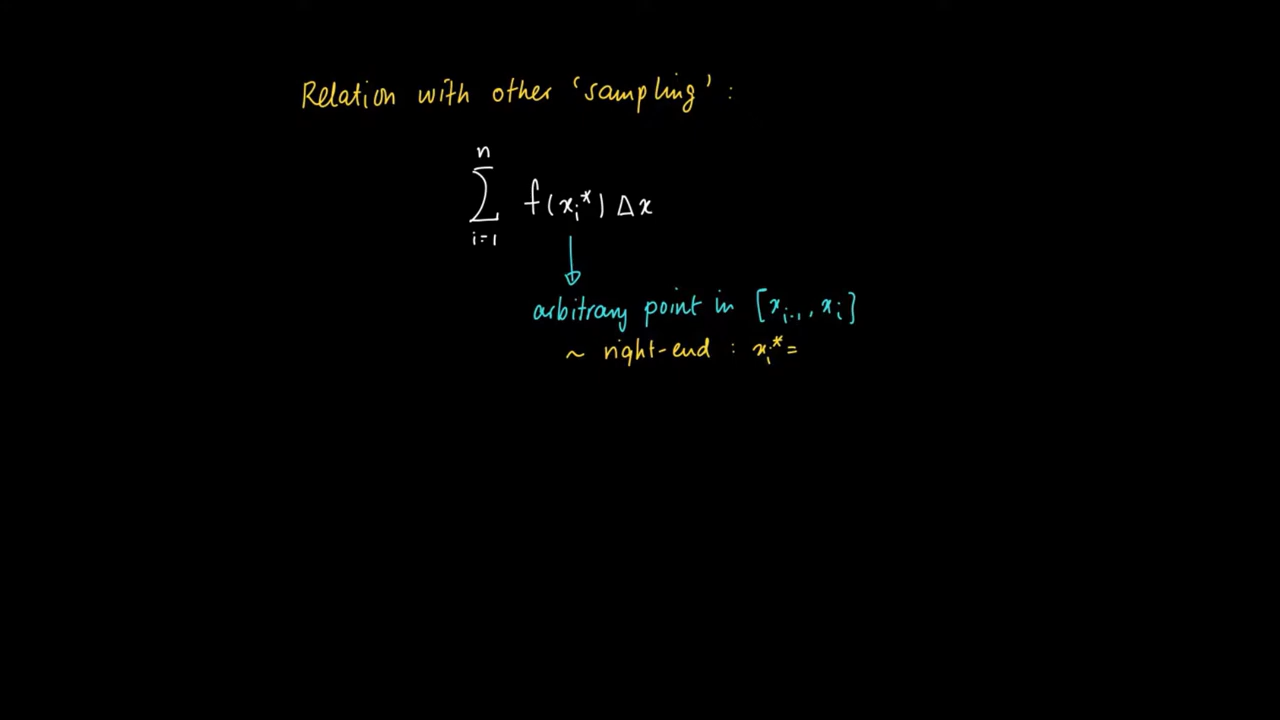 Relation with other 'sampling' :
n
∑ f(xᵢ*) Δx
i=1
arbitrary point in [xᵢ₋₁, xᵢ]
~ right-end : xᵢ* =